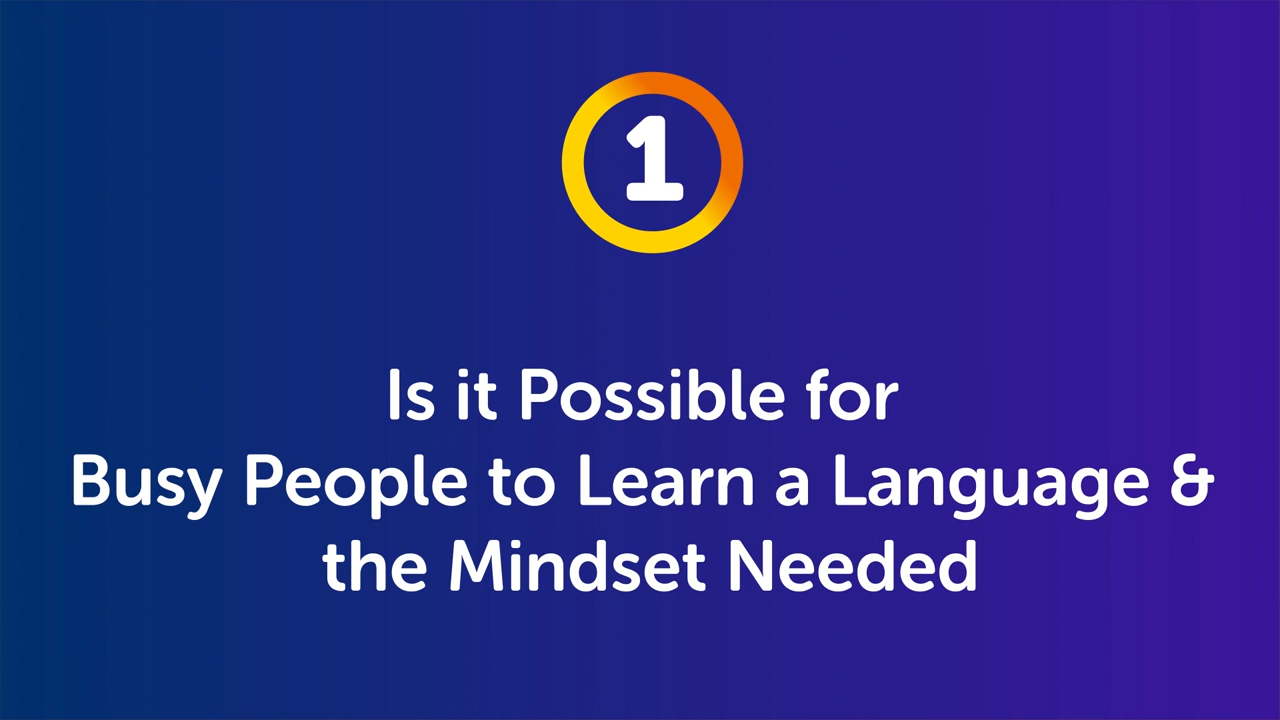 1
Is it Possible for
Busy People to Learn a Language &
the Mindset Needed